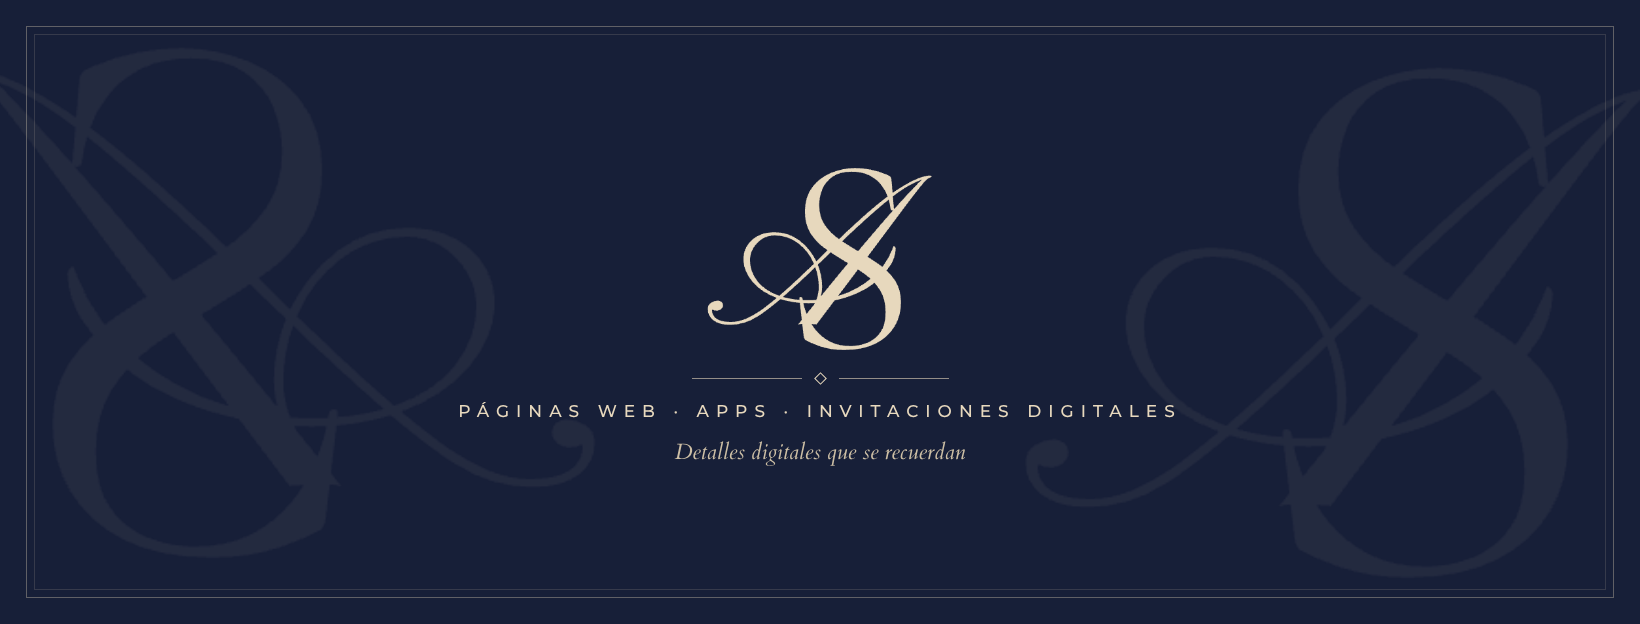 PÁGINAS WEB · APPS · INVITACIONES DIGITALES
Detalles digitales que se recuerdan